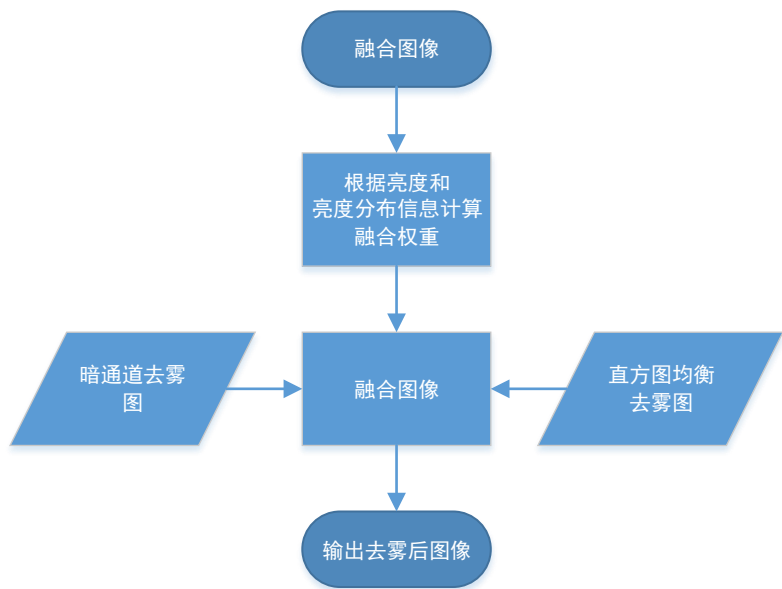 融合图像
根据亮度和
亮度分布信息计算
融合权重
暗通道去雾
图
融合图像
直方图均衡
去雾图
输出去雾后图像